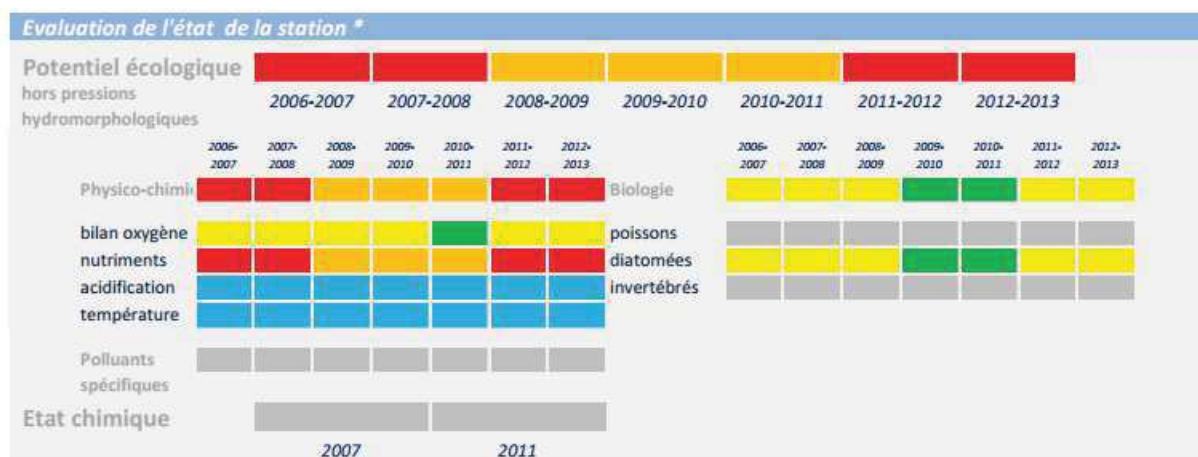 Evaluation de l'état de la station *
Potentiel écologique
hors pressions
hydromorphologiques
2006-2007 2007-2008 2008-2009 2009-2010 2010-2011 2011-2012 2012-2013
2006- 2007- 2008- 2009- 2010- 2011- 2012- 2006- 2007- 2008- 2009- 2010- 2011- 2012-
2007 2008 2009 2010 2011 2012 2013 2007 2008 2009 2010 2011 2012 2013
Physico-chimi Biologie
bilan oxygène poissons
nutriments diatomées
acidification invertébrés
température
Polluants
spécifiques
Etat chimique
2007 2011